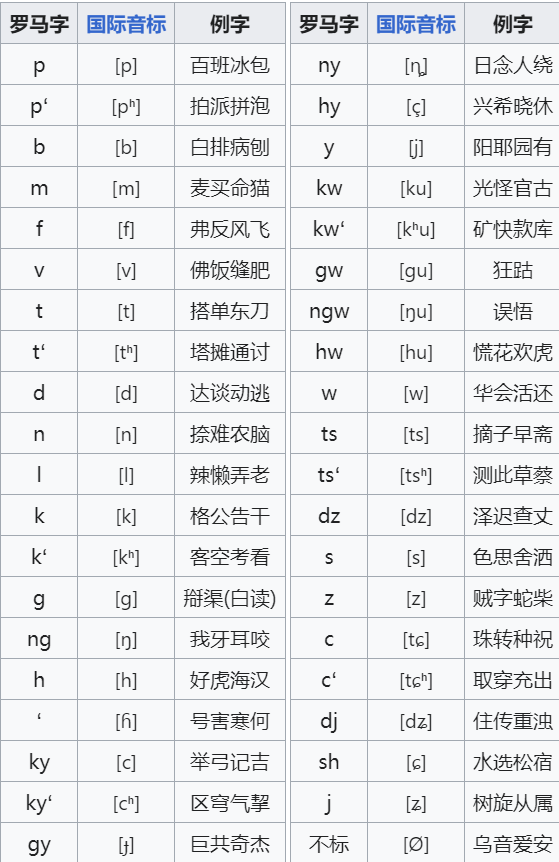 罗马字 国际音标 例字 罗马字 国际音标 例字
p [p] 百班冰包 ny [ȵ] 日念人绕
p‘ [pʰ] 拍派拼泡 hy [ç] 兴希晓休
b [b] 白排病刨 y [j] 阳耶园有
m [m] 麦买命猫 kw [ku] 光怪官古
f [f] 弗反风飞 kw‘ [kʰu] 矿快款库
v [v] 佛饭缝肥 gw [ɡu] 狂跍
t [t] 搭单东刀 ngw [ŋu] 误悟
t‘ [tʰ] 塔摊通讨 hw [hu] 慌花欢虎
d [d] 达谈动逃 w [w] 华会活还
n [n] 捺难农脑 ts [ts] 摘子早斋
l [l] 辣懒弄老 ts‘ [tsʰ] 测此草蔡
k [k] 格公告干 dz [dz] 泽迟查丈
k‘ [kʰ] 客空考看 s [s] 色思舍洒
g [ɡ] 搿渠(白读) z [z] 贼字蛇柴
ng [ŋ] 我牙耳咬 c [tɕ] 珠转种祝
h [h] 好虎海汉 c‘ [tɕʰ] 取穿充出
‘ [ɦ] 号害寒何 dj [dʑ] 住传重浊
ky [c] 举弓记吉 sh [ɕ] 水选松宿
ky‘ [cʰ] 区穹气挈 j [ʑ] 树旋从属
gy [ɟ] 巨共奇杰 不标 [Ø] 乌音爱安